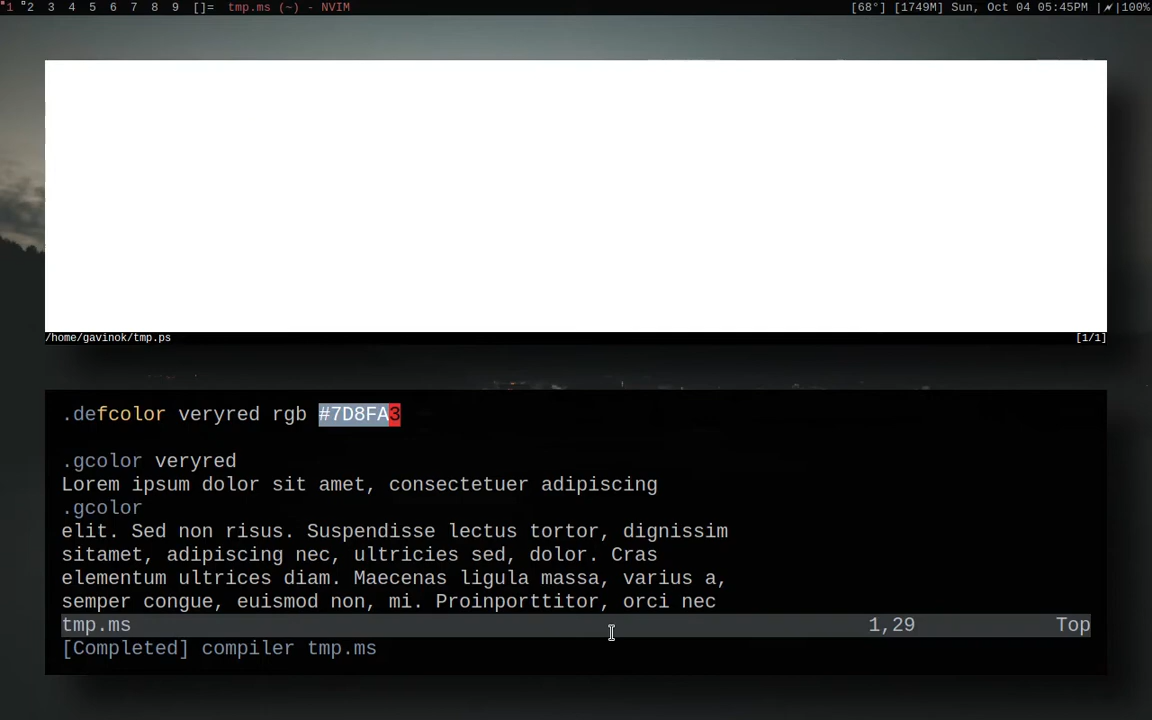 1 2 3 4 5 6 7 8 9 []= tmp.ms (~) - NVIM [68°] [1749M] Sun, Oct 04 05:45PM |⚡|100%
/home/gavinok/tmp.ps [1/1]
.defcolor veryred rgb #7D8FA3
.gcolor veryred
Lorem ipsum dolor sit amet, consectetuer adipiscing
.gcolor
elit. Sed non risus. Suspendisse lectus tortor, dignissim
sitamet, adipiscing nec, ultricies sed, dolor. Cras
elementum ultrices diam. Maecenas ligula massa, varius a,
semper congue, euismod non, mi. Proinporttitor, orci nec
tmp.ms 1,29 Top
[Completed] compiler tmp.ms